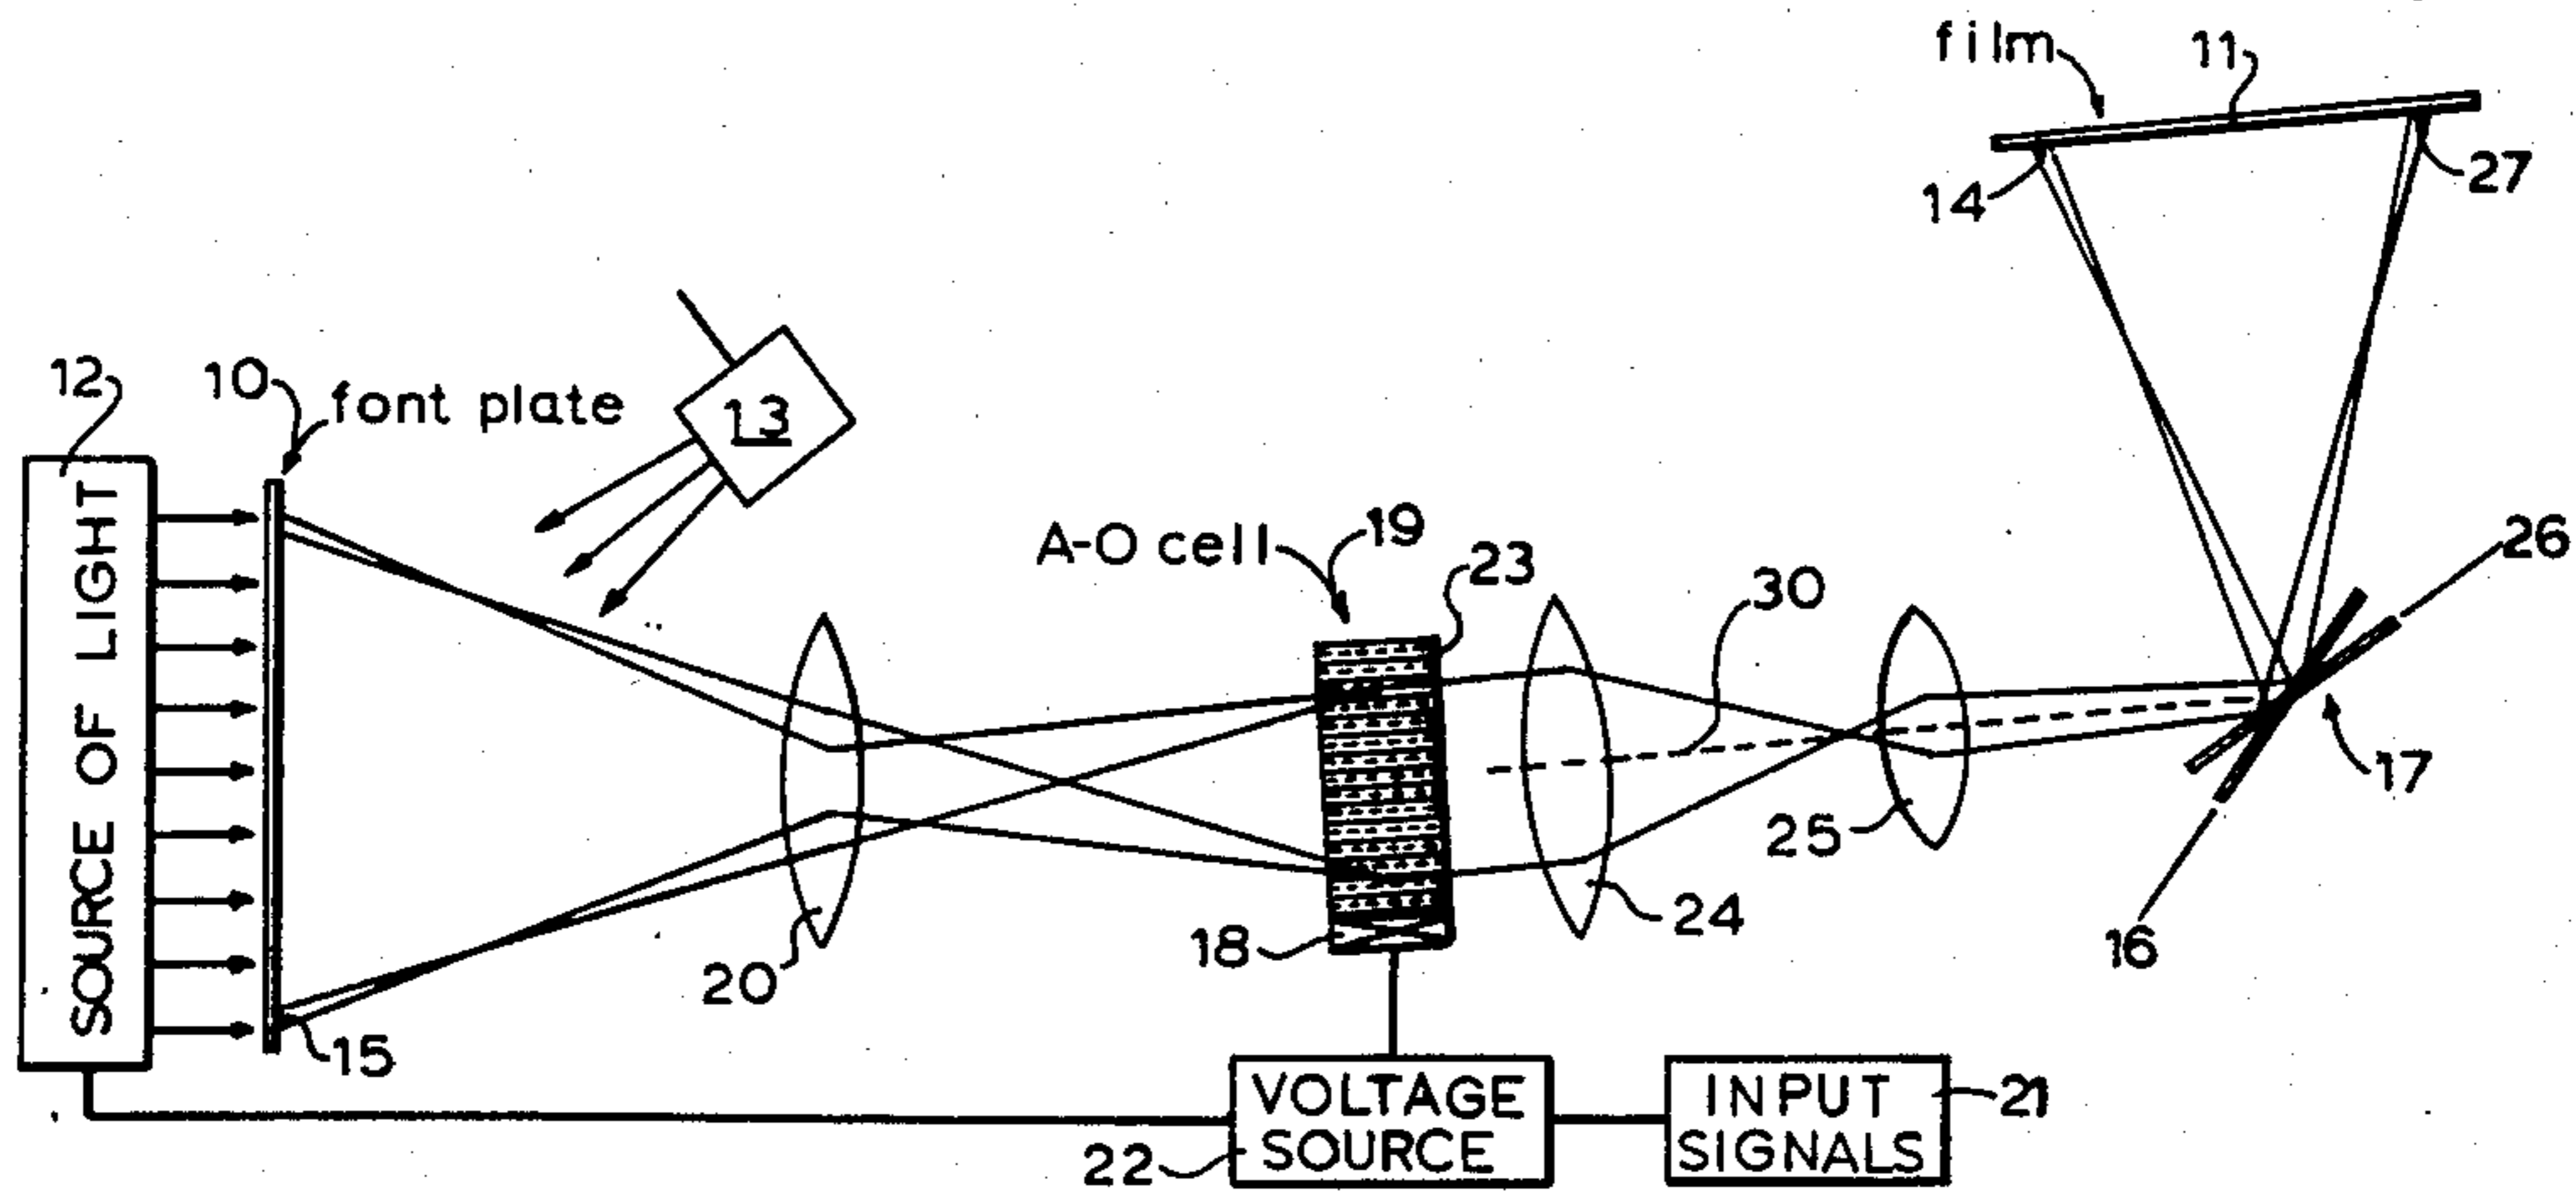 film
11
14
27
12
10
font plate
13
SOURCE OF LIGHT
A-O cell
19
23
30
26
20
18
24
25
17
16
15
VOLTAGE
SOURCE
22
INPUT
SIGNALS
21